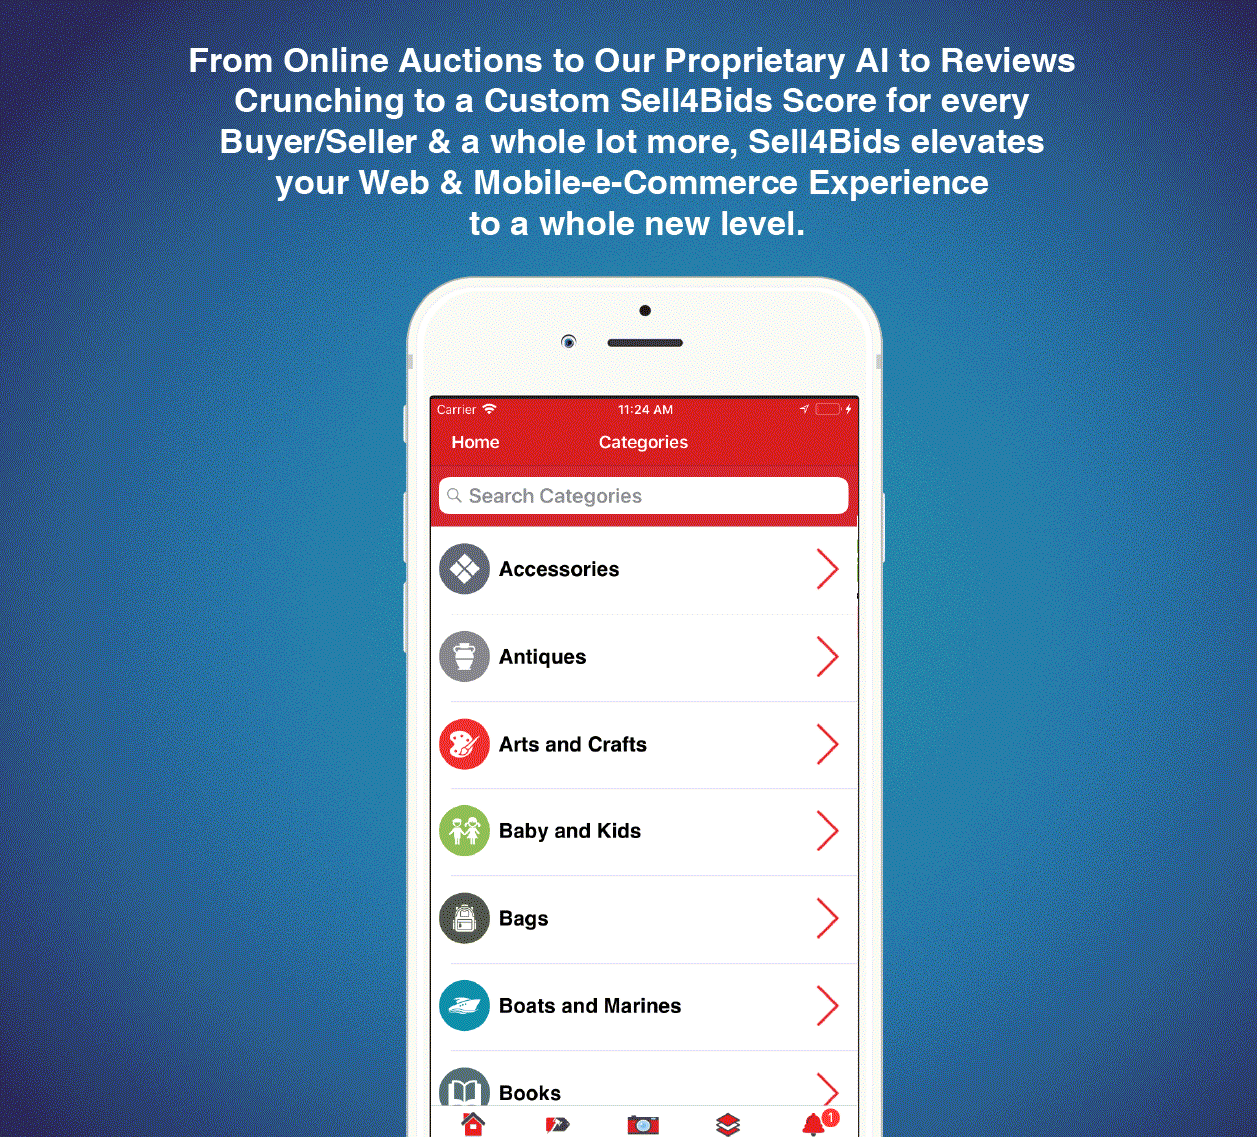 From Online Auctions to Our Proprietary AI to Reviews
Crunching to a Custom Sell4Bids Score for every
Buyer/Seller & a whole lot more, Sell4Bids elevates
your Web & Mobile-e-Commerce Experience
to a whole new level.
Carrier 11:24 AM
Home Categories
Search Categories
Accessories
Antiques
Arts and Crafts
Baby and Kids
Bags
Boats and Marines
Books
1